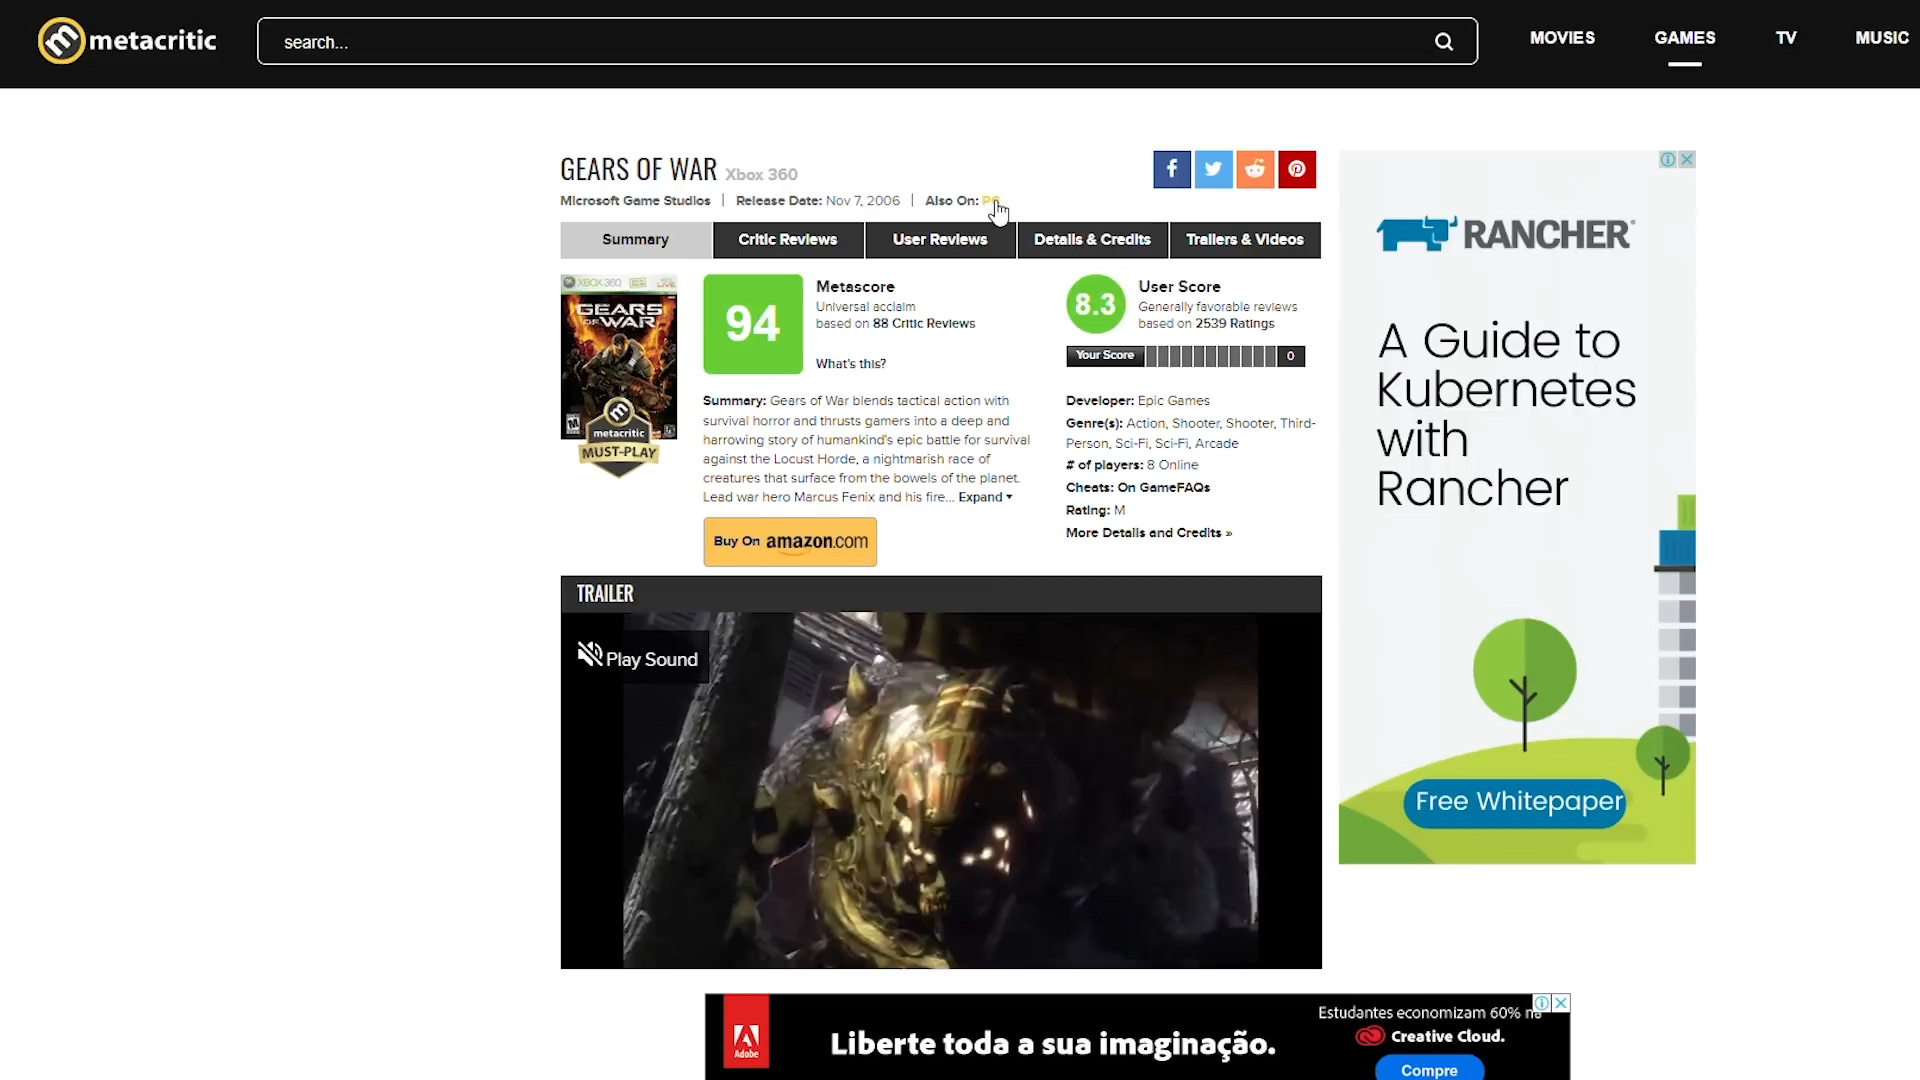 metacritic
search...
MOVIES
GAMES
TV
MUSIC
GEARS OF WAR Xbox 360
Microsoft Game Studios | Release Date: Nov 7, 2006 | Also On:
Summary
Critic Reviews
User Reviews
Details & Credits
Trailers & Videos
XBOX 360
LIVE
GEARS
OF WAR
M
metacritic
MUST-PLAY
94
Metascore
Universal acclaim
based on 88 Critic Reviews
What's this?
8.3
User Score
Generally favorable reviews
based on 2539 Ratings
Your Score
0
Summary: Gears of War blends tactical action with
survival horror and thrusts gamers into a deep and
harrowing story of humankind's epic battle for survival
against the Locust Horde, a nightmarish race of
creatures that surface from the bowels of the planet.
Lead war hero Marcus Fenix and his fire... Expand
Buy On amazon.com
Developer: Epic Games
Genre(s): Action, Shooter, Shooter, Third-
Person, Sci-Fi, Sci-Fi, Arcade
# of players: 8 Online
Cheats: On GameFAQs
Rating: M
More Details and Credits »
TRAILER
Play Sound
RANCHER®
A Guide to
Kubernetes
with
Rancher
Free Whitepaper
Adobe
Liberte toda a sua imaginação.
Estudantes economizam 60%
Creative Cloud.
Compre